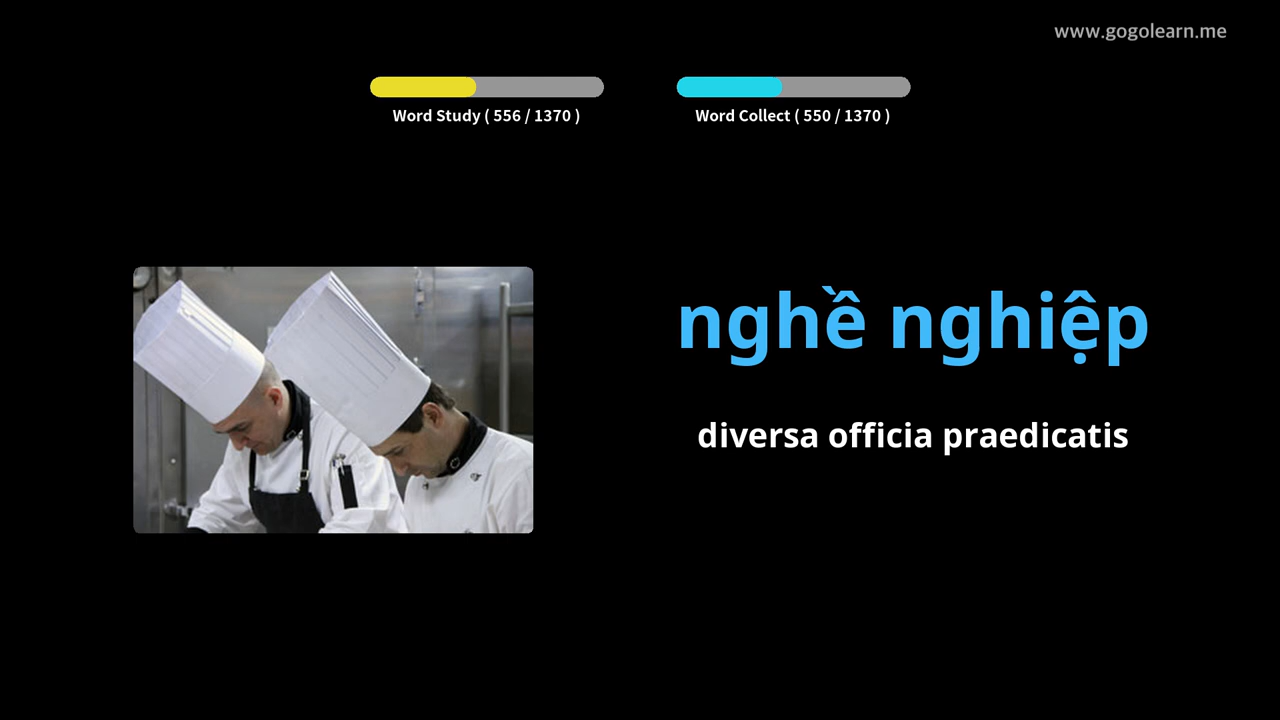 www.gogolearn.me
Word Study ( 556 / 1370 )
Word Collect ( 550 / 1370 )
nghề nghiệp
diversa officia praedicatis